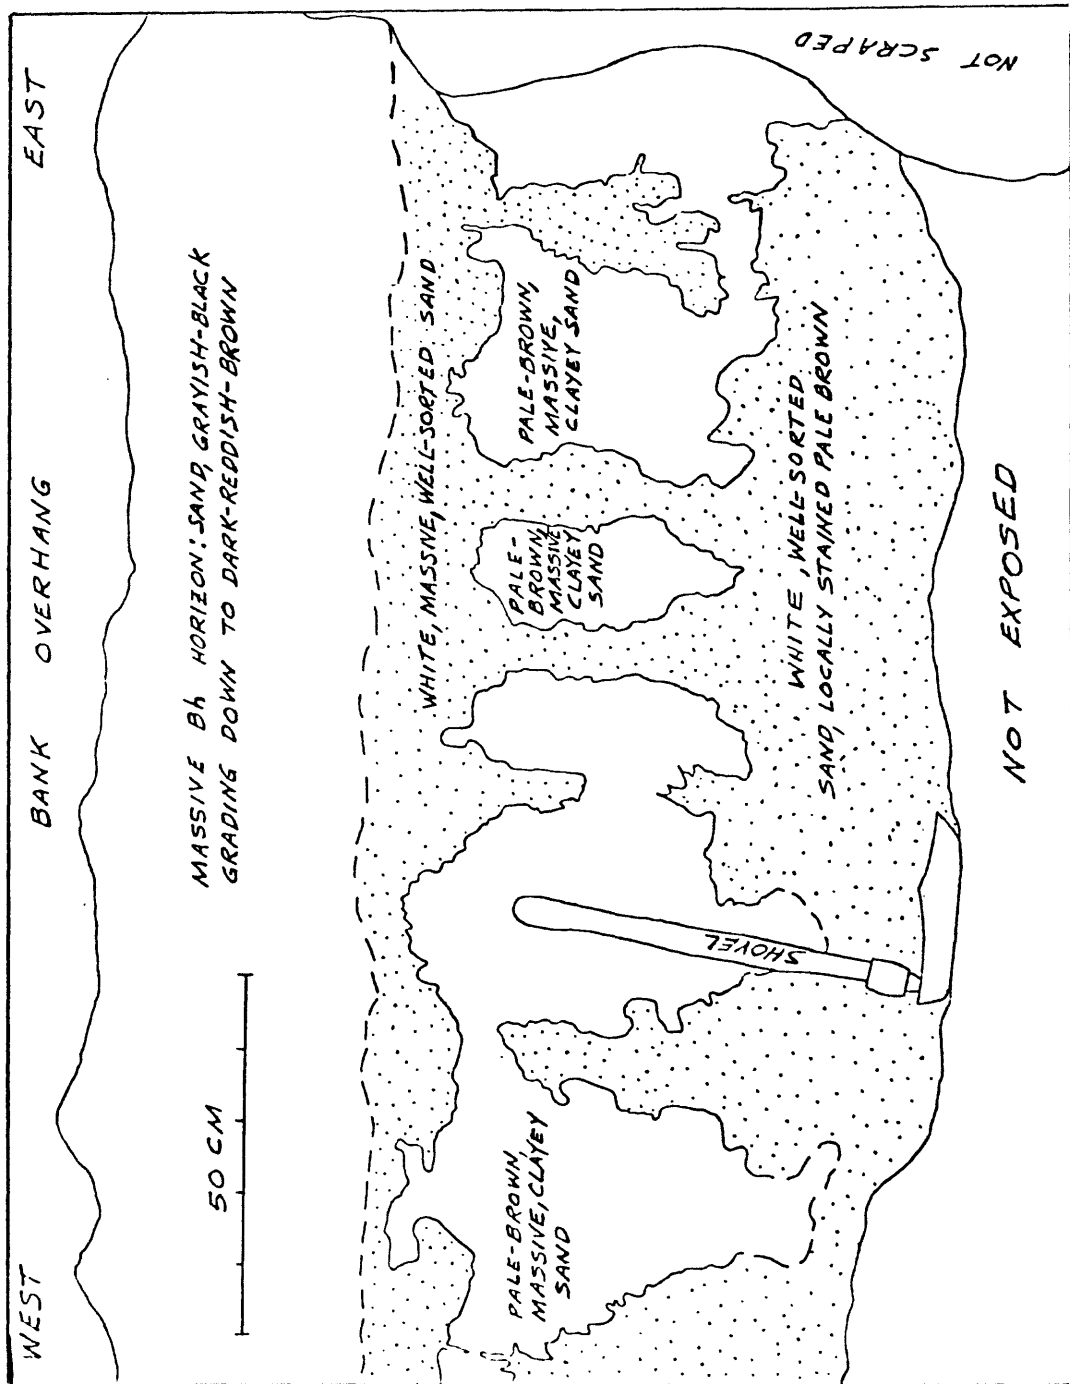 WEST
BANK OVERHANG
EAST
MASSIVE Bh HORIZON: SAND, GRAYISH-BLACK
GRADING DOWN TO DARK-REDDISH-BROWN
50 CM
WHITE, MASSIVE, WELL-SORTED SAND
PALE-BROWN,
MASSIVE, CLAYEY
SAND
PALE-
BROWN,
MASSIVE
CLAYEY
SAND
PALE-BROWN,
MASSIVE,
CLAYEY SAND
SHOVEL
WHITE, WELL-SORTED
SAND, LOCALLY STAINED PALE BROWN
NOT EXPOSED
NOT SCRAPED